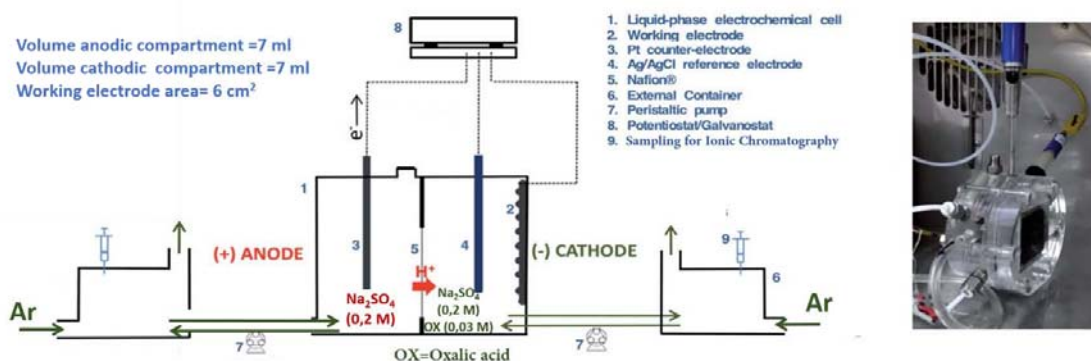 Volume anodic compartment =7 ml
Volume cathodic compartment =7 ml
Working electrode area= 6 cm²
8
1. Liquid-phase electrochemical cell
2. Working electrode
3. Pt counter-electrode
4. Ag/AgCl reference electrode
5. Nafion®
6. External Container
7. Peristaltic pump
8. Potentiostat/Galvanostat
9. Sampling for Ionic Chromatography
e⁻
1
2
(+) ANODE
3
5
4
(-) CATHODE
9
6
H⁺
Ar
Na₂SO₄
(0,2 M)
Na₂SO₄
(0,2 M)
OX (0,03 M)
Ar
7
7
OX=Oxalic acid